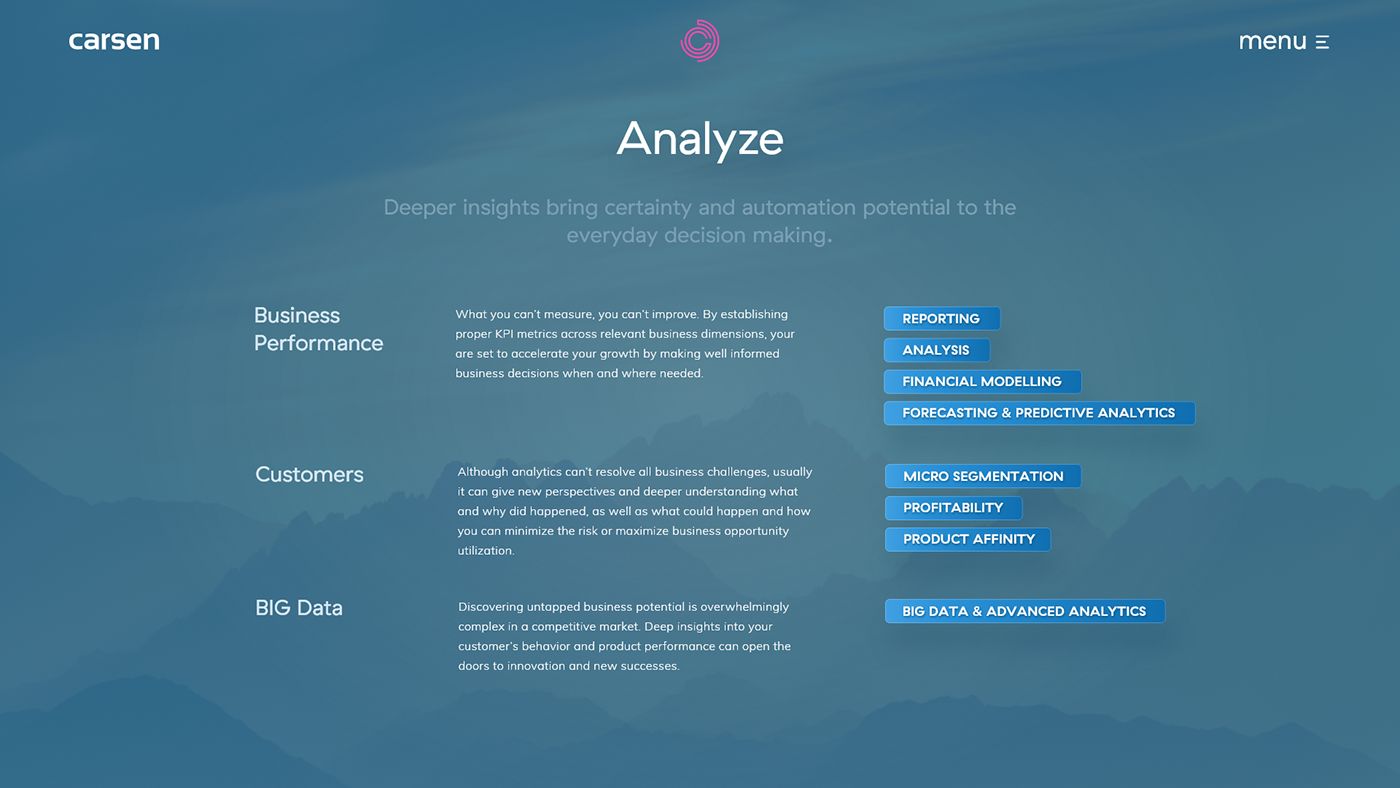 carsen
menu
Analyze
Deeper insights bring certainty and automation potential to the
everyday decision making.
Business
Performance
What you can't measure, you can't improve. By establishing
proper KPI metrics across relevant business dimensions, your
are set to accelerate your growth by making well informed
business decisions when and where needed.
REPORTING
ANALYSIS
FINANCIAL MODELLING
FORECASTING & PREDICTIVE ANALYTICS
Customers
Although analytics can't resolve all business challenges, usually
it can give new perspectives and deeper understanding what
and why did happened, as well as what could happen and how
you can minimize the risk or maximize business opportunity
utilization.
MICRO SEGMENTATION
PROFITABILITY
PRODUCT AFFINITY
BIG Data
Discovering untapped business potential is overwhelmingly
complex in a competitive market. Deep insights into your
customer's behavior and product performance can open the
doors to innovation and new successes.
BIG DATA & ADVANCED ANALYTICS